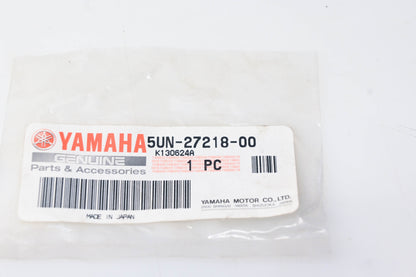 YAMAHA 5UN-27218-00
K130624A
GENUINE
Parts & Accessories
1 PC
MADE IN JAPAN
YAMAHA MOTOR CO., LTD.